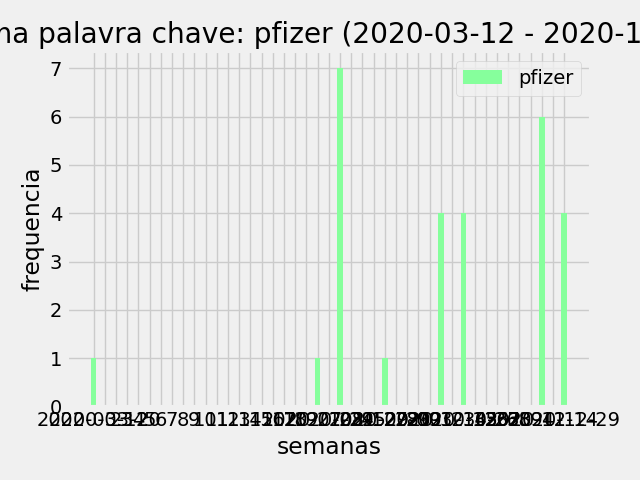 na palavra chave: pfizer (2020-03-12 - 2020-1
pfizer
7
6
5
4
3
2
1
0
frequencia
semanas